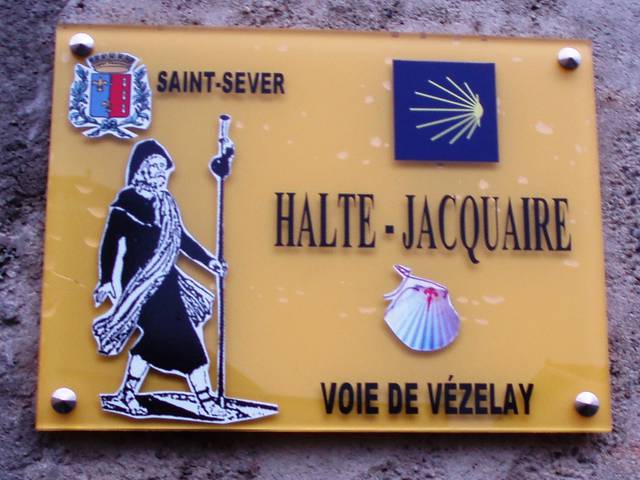 SAINT-SEVER
HALTE - JACQUAIRE
VOIE DE VÉZELAY